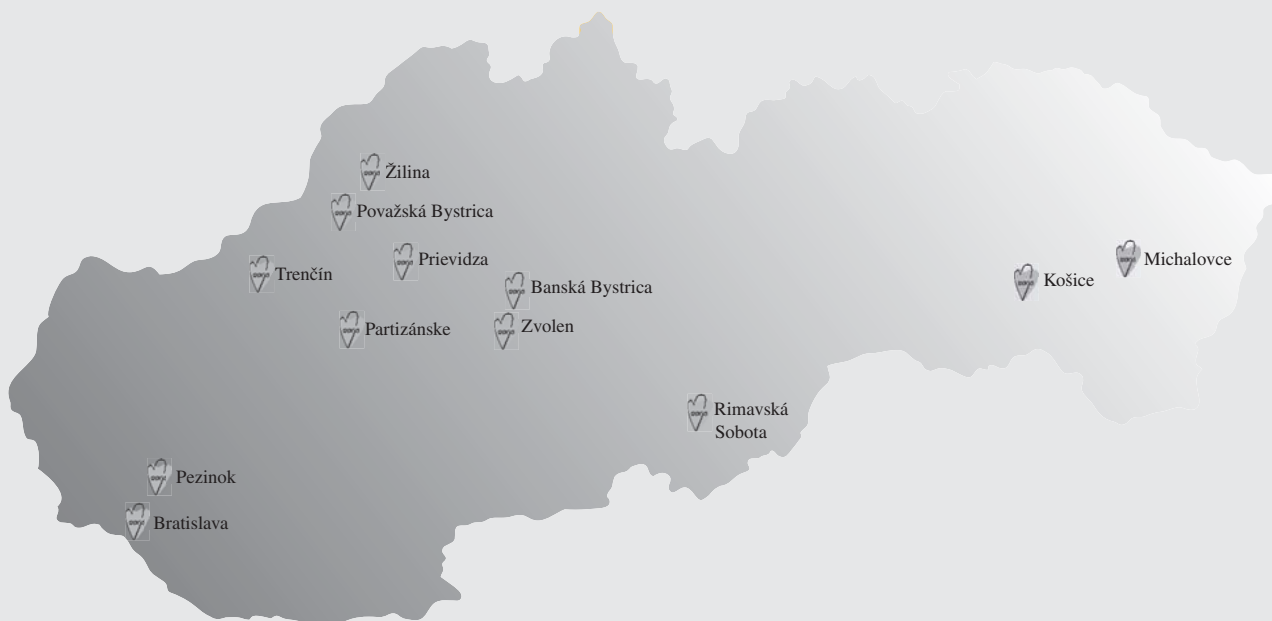 Žilina
Považská Bystrica
Prievidza
Trenčín
Banská Bystrica
Partizánske
Zvolen
Košice
Michalovce
Rimavská
Sobota
Pezinok
Bratislava